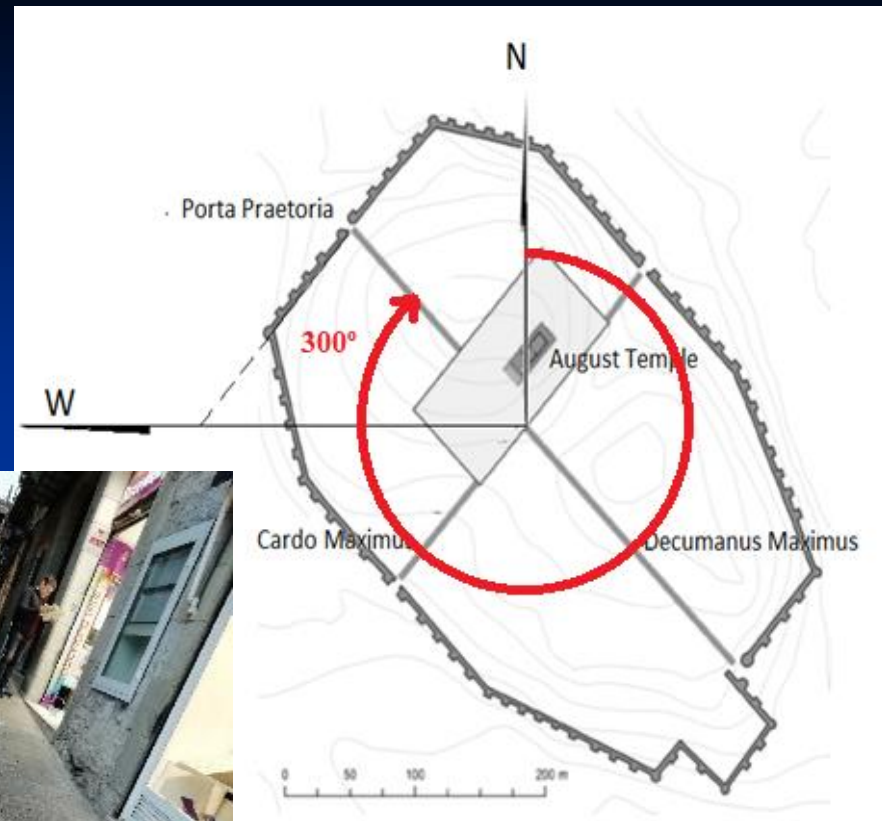 N
Porta Praetoria
300º
August Temple
W
Cardo Maximus
Decumanus Maximus
0 50 100 200 m